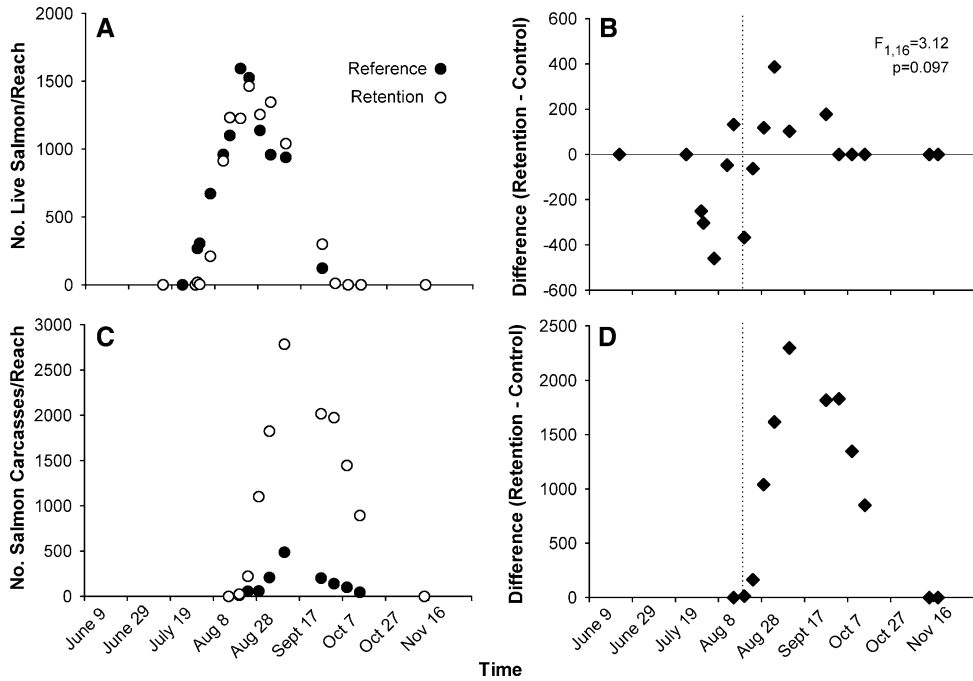 A
No. Live Salmon/Reach
2000
1500
1000
500
0
Reference
Retention
B
Difference (Retention - Control)
600
400
200
0
-200
-400
-600
F1,16=3.12
p=0.097
C
No. Salmon Carcasses/Reach
3000
2500
2000
1500
1000
500
0
June 9
June 29
July 19
Aug 8
Aug 28
Sept 17
Oct 7
Oct 27
Nov 16
D
Difference (Retention - Control)
2500
2000
1500
1000
500
0
June 9
June 29
July 19
Aug 8
Aug 28
Sept 17
Oct 7
Oct 27
Nov 16
Time